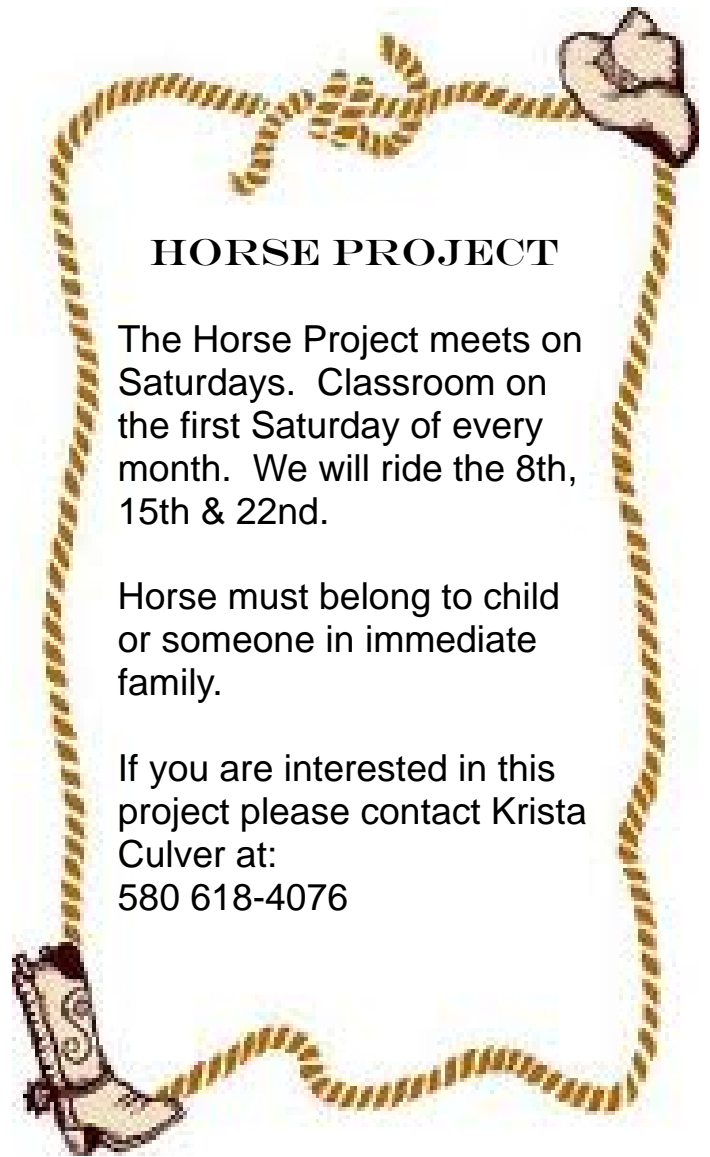 HORSE PROJECT
The Horse Project meets on
Saturdays.  Classroom on
the first Saturday of every
month.  We will ride the 8th,
15th & 22nd.
Horse must belong to child
or someone in immediate
family.
If you are interested in this
project please contact Krista
Culver at:
580 618-4076